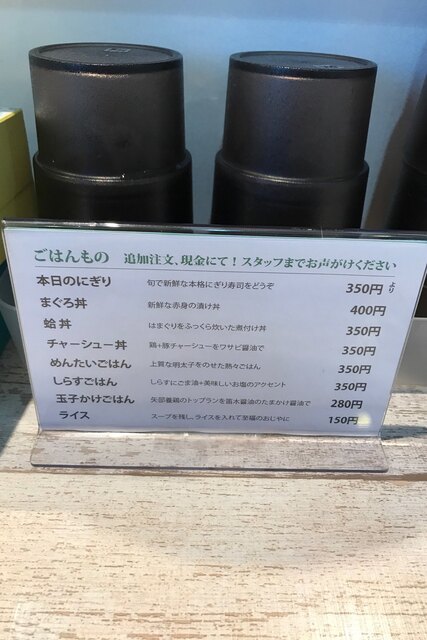 ごはんもの 追加注文、現金にて！スタッフまでお声がけください
本日のにぎり 旬で新鮮な本格にぎり寿司をどうぞ 350円より
まぐろ丼 新鮮な赤身の漬け丼 400円
蛤丼 はまぐりをふっくら炊いた煮付け丼 350円
チャーシュー丼 鶏+豚チャーシューをワサビ醤油で 350円
めんたいごはん 上質な明太子をのせた熱々ごはん 350円
しらすごはん しらすにごま油+美味しいお塩のアクセント 350円
玉子かけごはん 矢部養鶏のトップランを笛木醤油のたまかけ醤油で 280円
ライス スープを残し、ライスを入れて至福のおじやに 150円